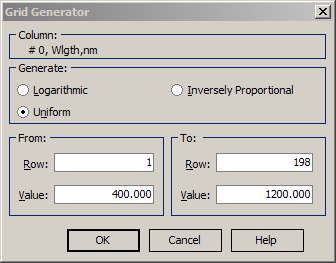 Grid Generator
Column:
# 0, Wlgth,nm
Generate:
Logarithmic Inversely Proportional
Uniform
From: To:
Row: 1 Row: 198
Value: 400.000 Value: 1200.000
OK Cancel Help